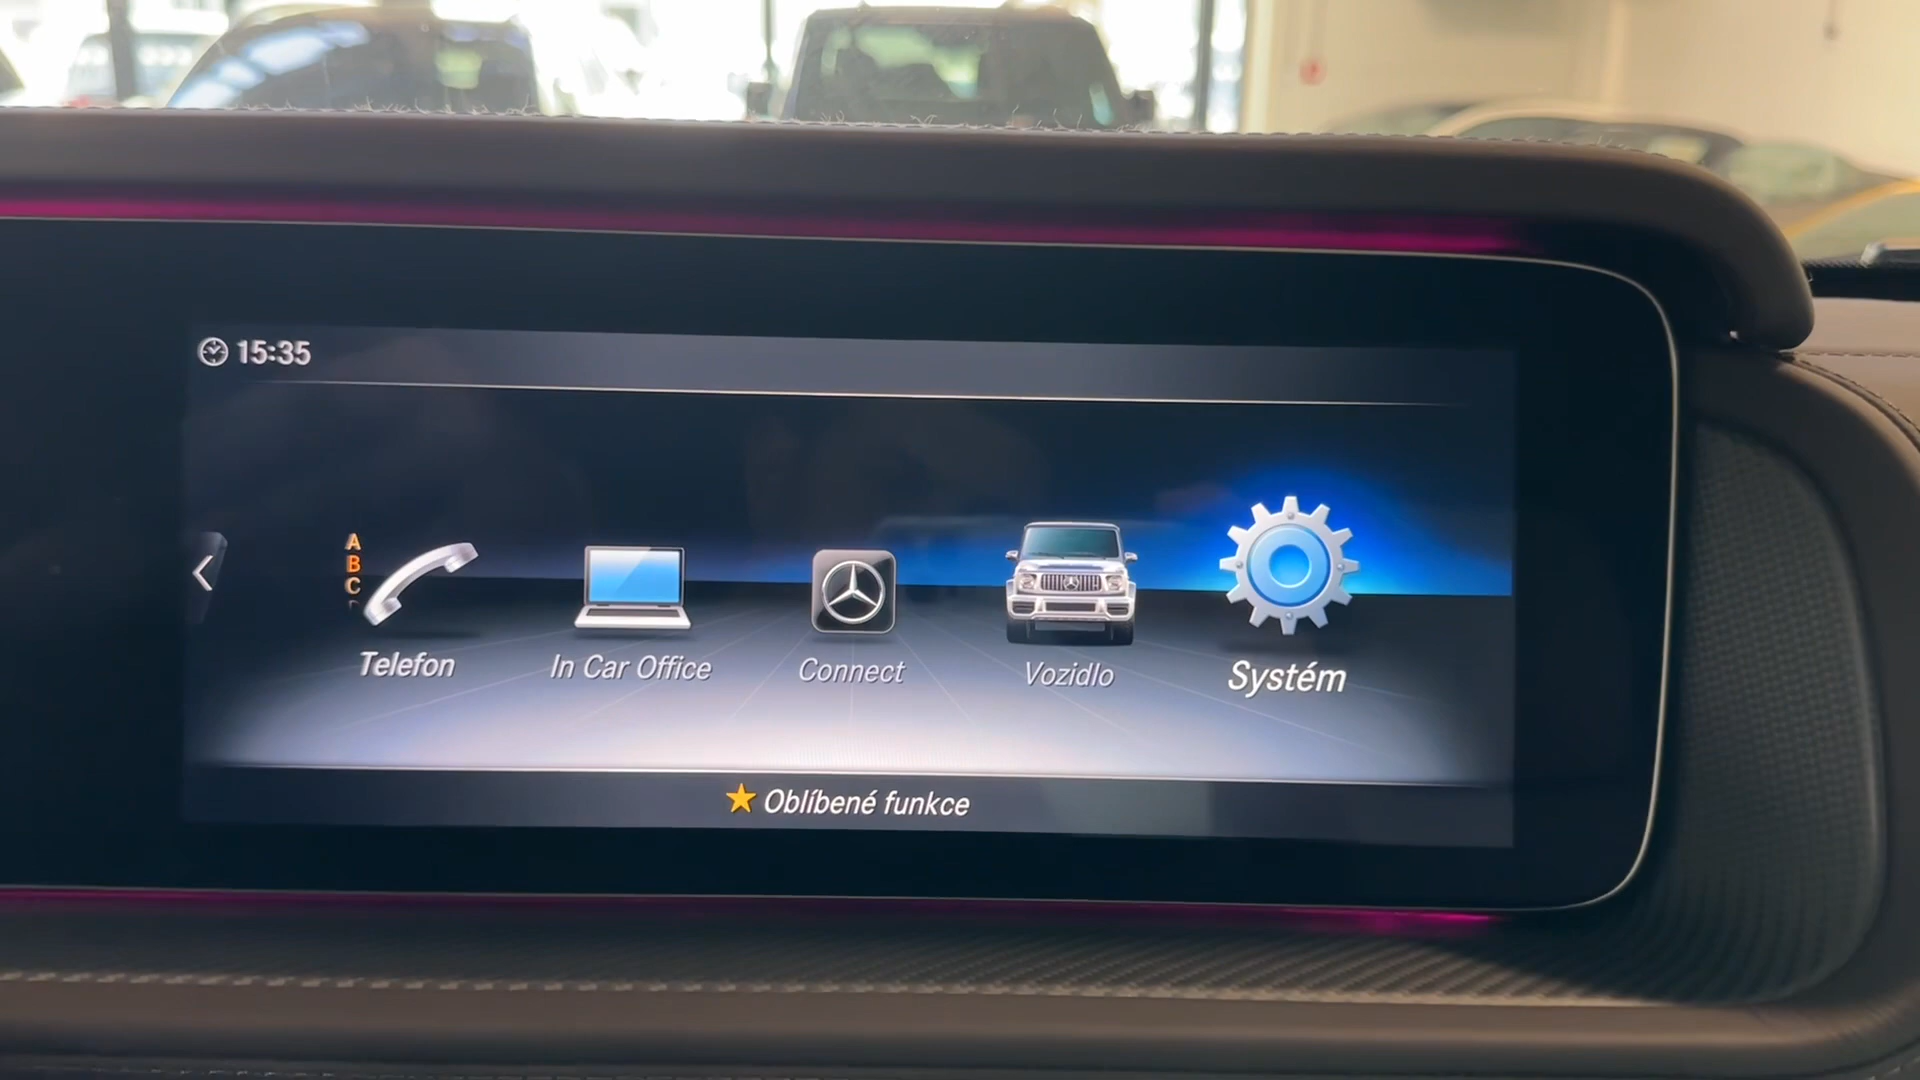 15:35
A
B
C
Telefon
In Car Office
Connect
Vozidlo
Systém
Oblíbené funkce